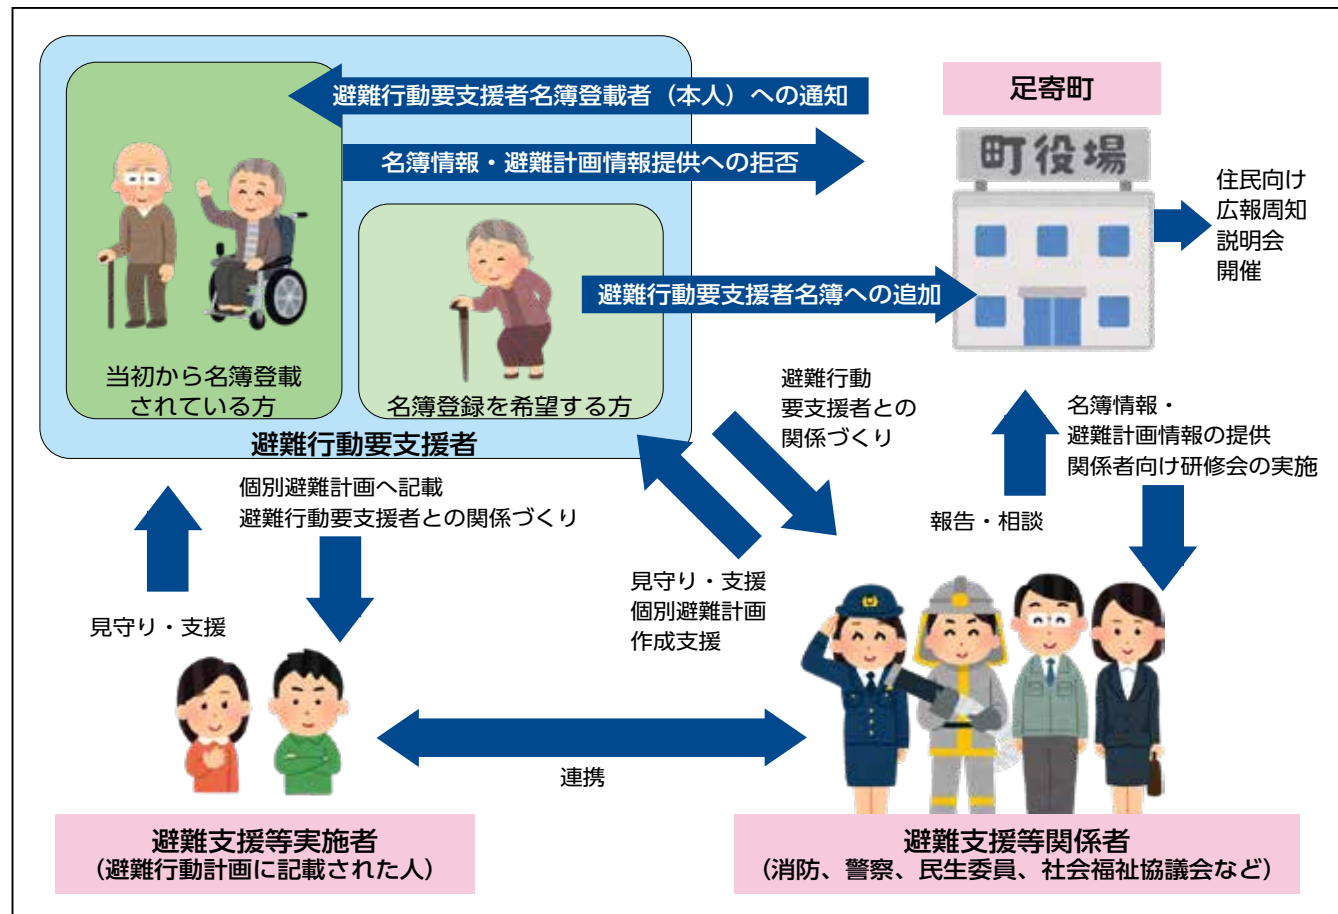 避難行動要支援者名簿登載者（本人）への通知
足寄町
町役場
名簿情報・避難計画情報提供への拒否
住民向け
広報周知
説明会
開催
避難行動要支援者名簿への追加
当初から名簿登載
されている方
名簿登録を希望する方
避難行動要支援者
避難行動
要支援者との
関係づくり
名簿情報・
避難計画情報の提供
関係者向け研修会の実施
個別避難計画へ記載
避難行動要支援者との関係づくり
報告・相談
見守り・支援
見守り・支援
個別避難計画
作成支援
連携
避難支援等実施者
（避難行動計画に記載された人）
避難支援等関係者
（消防、警察、民生委員、社会福祉協議会など）